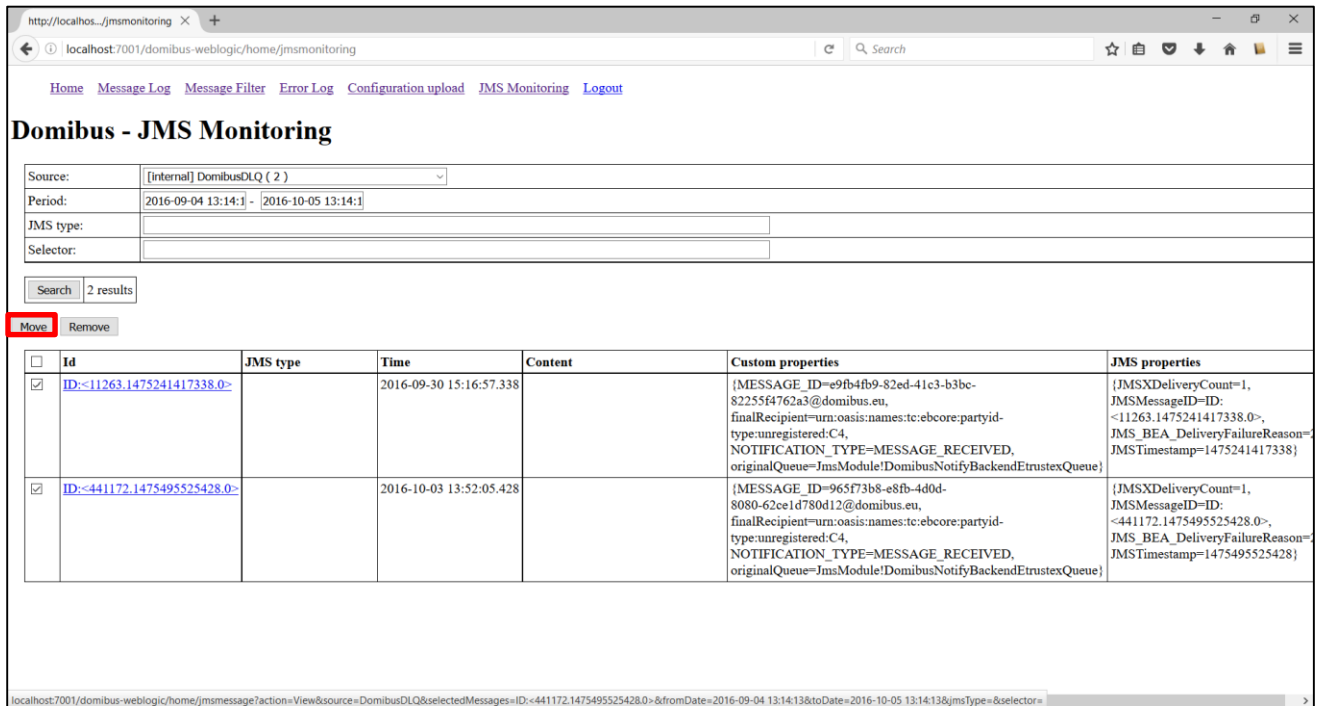 http://localhos.../jmsmonitoring
localhost:7001/domibus-weblogic/home/jmsmonitoring
Search
Home Message Log Message Filter Error Log Configuration upload JMS Monitoring Logout
Domibus - JMS Monitoring
Source: [internal] DomibusDLQ ( 2 )
Period: 2016-09-04 13:14:1 - 2016-10-05 13:14:1
JMS type:
Selector:
Search 2 results
Move Remove
Id JMS type Time Content Custom properties JMS properties
ID:<11263.1475241417338.0> 2016-09-30 15:16:57.338 {MESSAGE_ID=e9fb4fb9-82ed-41c3-b3bc- {JMSXDeliveryCount=1,
82255f4762a3@domibus.eu, JMSMessageID=ID:
finalRecipient=urn:oasis:names:tc:ebcore:partyid- <11263.1475241417338.0>,
type:unregistered:C4, JMS_BEA_DeliveryFailureReason=2
NOTIFICATION_TYPE=MESSAGE_RECEIVED, JMSTimestamp=1475241417338}
originalQueue=JmsModule!DomibusNotifyBackendEtrustexQueue}
ID:<441172.1475495525428.0> 2016-10-03 13:52:05.428 {MESSAGE_ID=965f73b8-e8fb-4d0d- {JMSXDeliveryCount=1,
8080-62ce1d780d12@domibus.eu, JMSMessageID=ID:
finalRecipient=urn:oasis:names:tc:ebcore:partyid- <441172.1475495525428.0>,
type:unregistered:C4, JMS_BEA_DeliveryFailureReason=2
NOTIFICATION_TYPE=MESSAGE_RECEIVED, JMSTimestamp=1475495525428}
originalQueue=JmsModule!DomibusNotifyBackendEtrustexQueue}
localhost:7001/domibus-weblogic/home/jmsmessage?action=View&source=DomibusDLQ&selectedMessages=ID:<441172.1475495525428.0>&fromDate=2016-09-04 13:14:13&toDate=2016-10-05 13:14:13&jmsType=&selector=